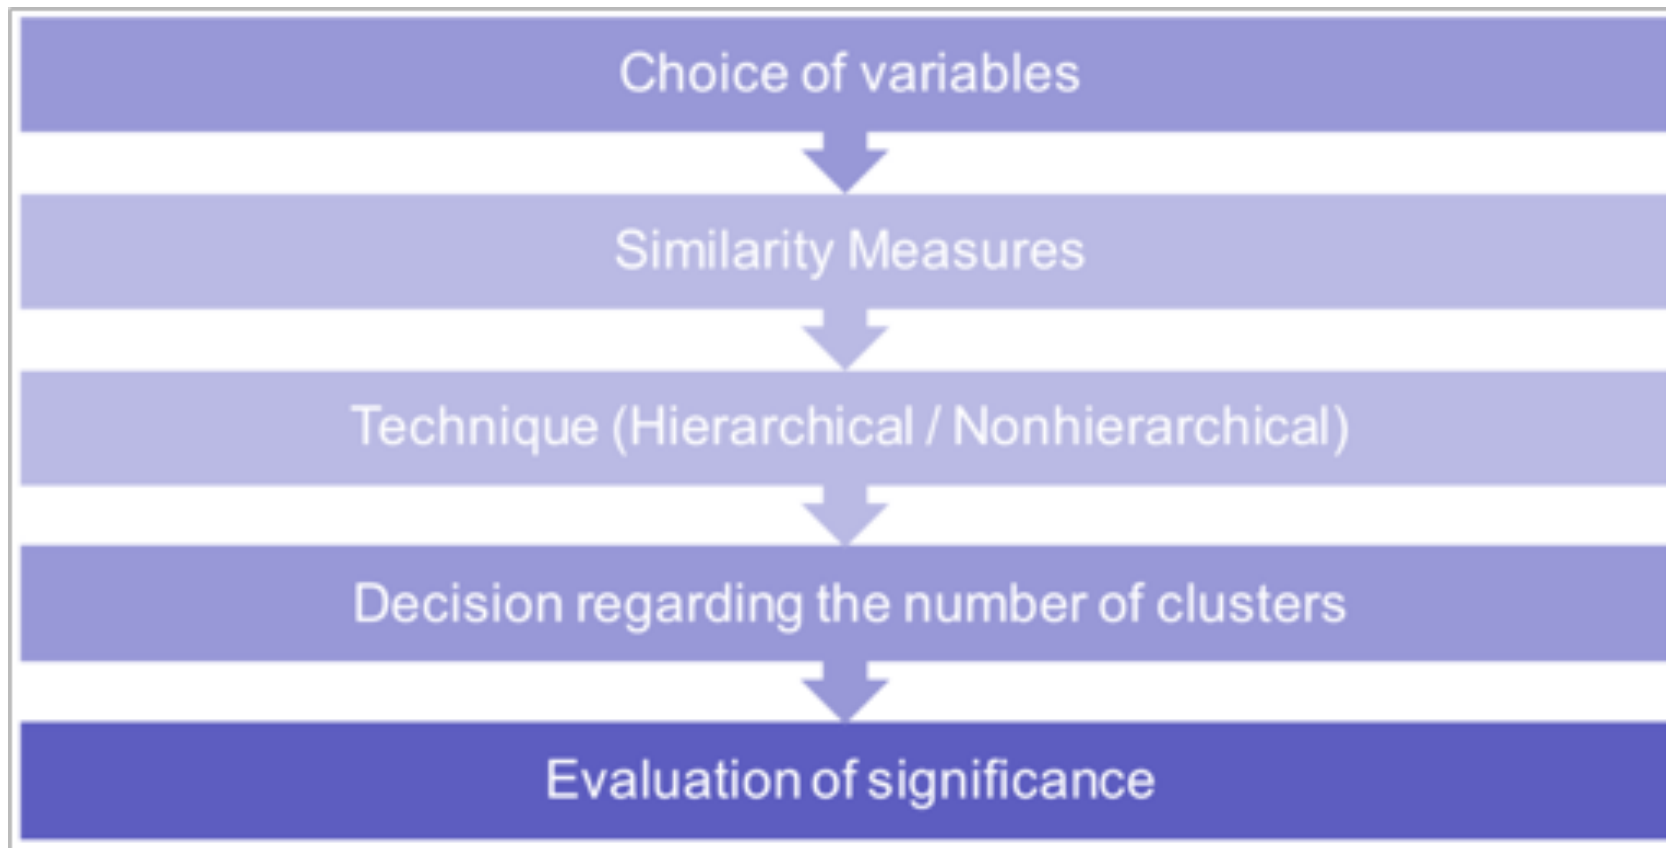 Choice of variables
Similarity Measures
Technique (Hierarchical / Nonhierarchical)
Decision regarding the number of clusters
Evaluation of significance